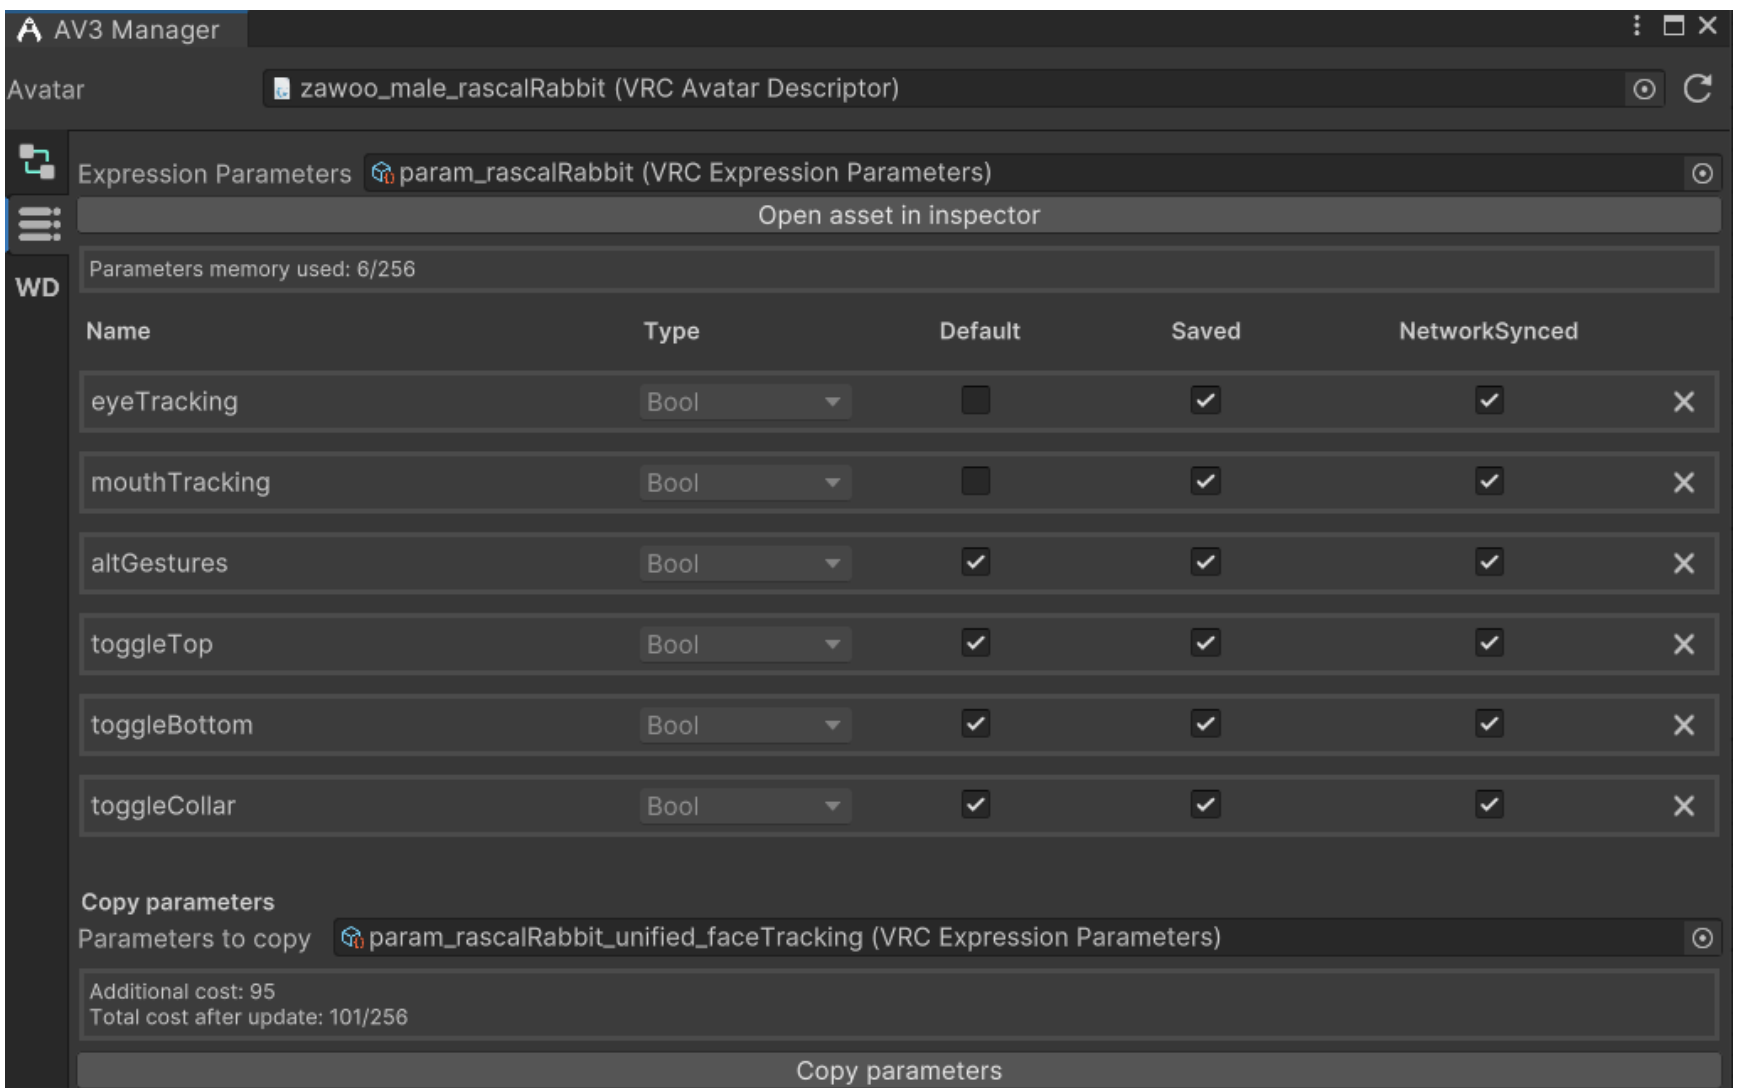 AV3 Manager
Avatar zawoo_male_rascalRabbit (VRC Avatar Descriptor)
Expression Parameters param_rascalRabbit (VRC Expression Parameters)
Open asset in inspector
Parameters memory used: 6/256
WD
Name Type Default Saved NetworkSynced
eyeTracking Bool
mouthTracking Bool
altGestures Bool
toggleTop Bool
toggleBottom Bool
toggleCollar Bool
Copy parameters
Parameters to copy param_rascalRabbit_unified_faceTracking (VRC Expression Parameters)
Additional cost: 95
Total cost after update: 101/256
Copy parameters